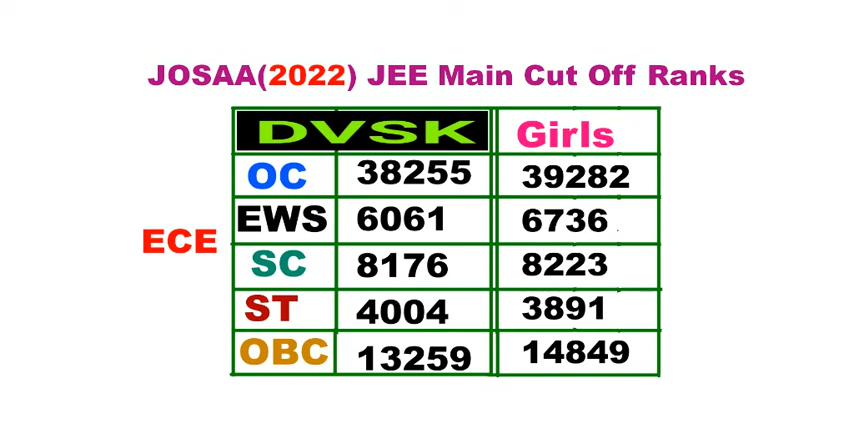 JOSAA(2022) JEE Main Cut Off Ranks
DVSK Girls
OC 38255 39282
EWS 6061 6736
ECE
SC 8176 8223
ST 4004 3891
OBC 13259 14849